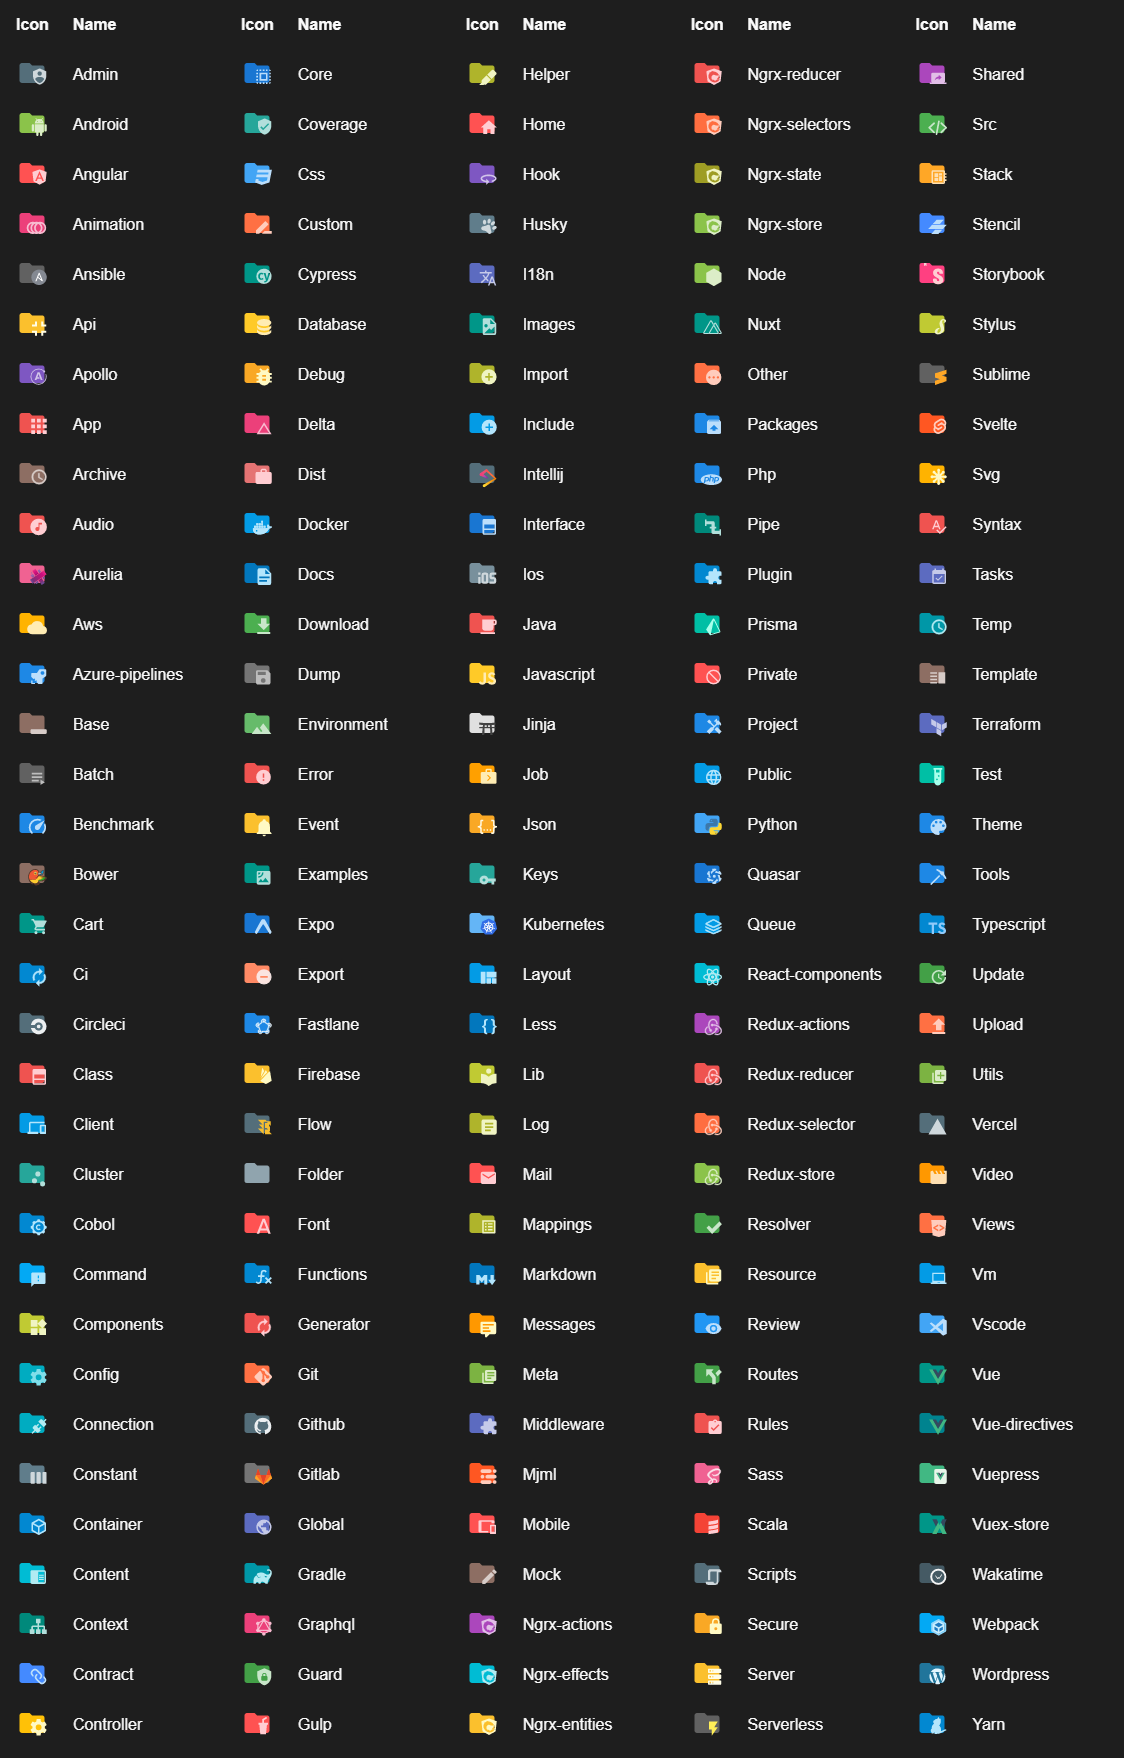 Icon Name Icon Name Icon Name Icon Name Icon Name
Admin Core Helper Ngrx-reducer Shared
Android Coverage Home Ngrx-selectors Src
Angular Css Hook Ngrx-state Stack
Animation Custom Husky Ngrx-store Stencil
Ansible Cypress I18n Node Storybook
Api Database Images Nuxt Stylus
Apollo Debug Import Other Sublime
App Delta Include Packages Svelte
Archive Dist Intellij Php Svg
Audio Docker Interface Pipe Syntax
Aurelia Docs Ios Plugin Tasks
Aws Download Java Prisma Temp
Azure-pipelines Dump Javascript Private Template
Base Environment Jinja Project Terraform
Batch Error Job Public Test
Benchmark Event Json Python Theme
Bower Examples Keys Quasar Tools
Cart Expo Kubernetes Queue Typescript
Ci Export Layout React-components Update
Circleci Fastlane Less Redux-actions Upload
Class Firebase Lib Redux-reducer Utils
Client Flow Log Redux-selector Vercel
Cluster Folder Mail Redux-store Video
Cobol Font Mappings Resolver Views
Command Functions Markdown Resource Vm
Components Generator Messages Review Vscode
Config Git Meta Routes Vue
Connection Github Middleware Rules Vue-directives
Constant Gitlab Mjml Sass Vuepress
Container Global Mobile Scala Vuex-store
Content Gradle Mock Scripts Wakatime
Context Graphql Ngrx-actions Secure Webpack
Contract Guard Ngrx-effects Server Wordpress
Controller Gulp Ngrx-entities Serverless Yarn